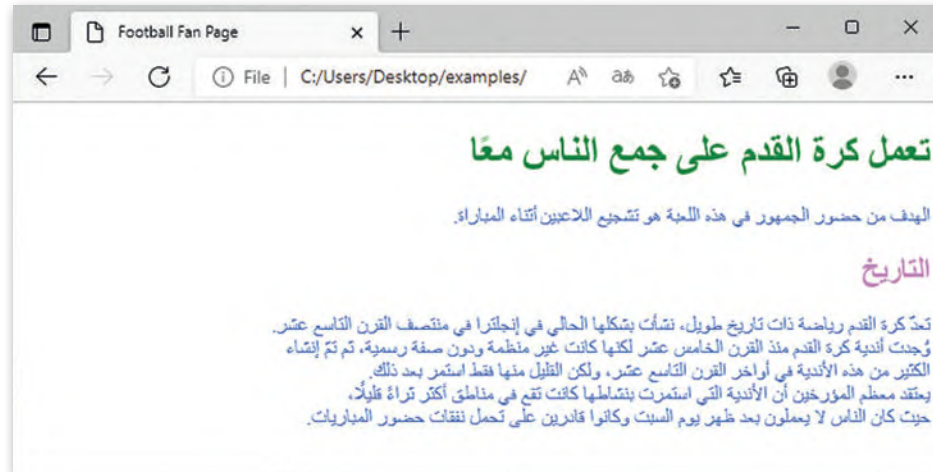 Football Fan Page
File | C:/Users/Desktop/examples/
تعمل كرة القدم على جمع الناس معًا
الهدف من حضور الجمهور في هذه اللعبة هو تشجيع اللاعبين أثناء المباراة.
التاريخ
تعدّ كرة القدم رياضة ذات تاريخ طويل، نشأت بشكلها الحالي في إنجلترا في منتصف القرن التاسع عشر.
وُجدت أندية كرة القدم منذ القرن الخامس عشر لكنها كانت غير منظمة ودون صفة رسمية، ثم تمّ إنشاء
الكثير من هذه الأندية في أواخر القرن التاسع عشر، ولكن القليل منها فقط استمر بعد ذلك.
يعتقد معظم المؤرخين أن الأندية التي استمرت بنشاطها كانت تقع في مناطق أكثر ثراءً قليلًا،
حيث كان الناس لا يعملون بعد ظهر يوم السبت وكانوا قادرين على تحمل نفقات حضور المباريات.